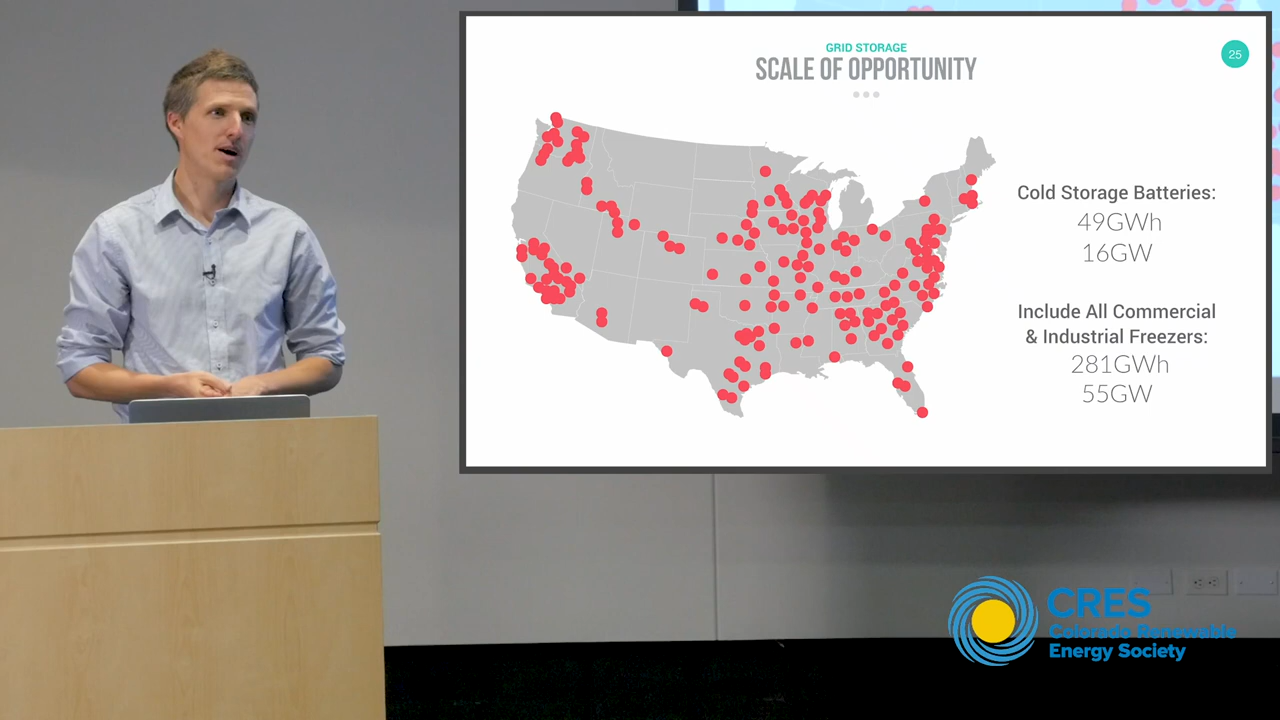 GRID STORAGE
SCALE OF OPPORTUNITY
25
Cold Storage Batteries:
49GWh
16GW
Include All Commercial
& Industrial Freezers:
281GWh
55GW
CRES
Colorado Renewable
Energy Society